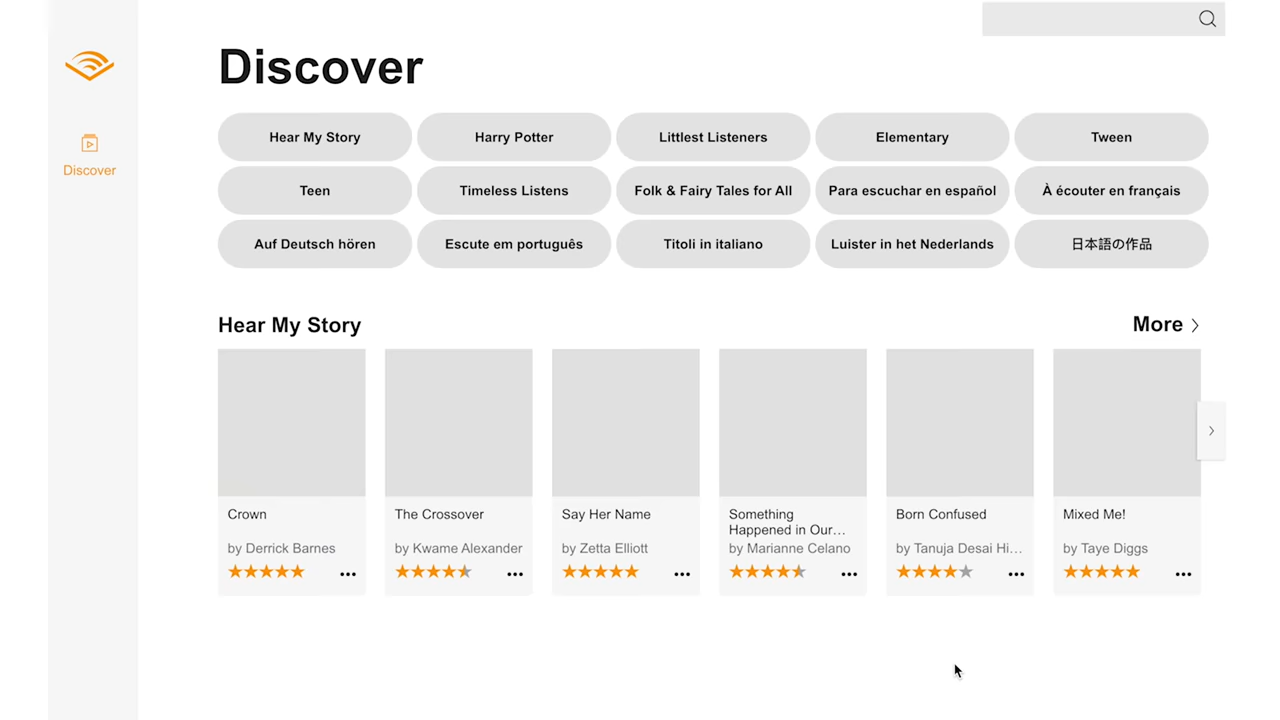 Discover
Discover
Hear My Story
Harry Potter
Littlest Listeners
Elementary
Tween
Teen
Timeless Listens
Folk & Fairy Tales for All
Para escuchar en español
À écouter en français
Auf Deutsch hören
Escute em português
Titoli in italiano
Luister in het Nederlands
日本語の作品
Hear My Story
More
Crown
by Derrick Barnes
The Crossover
by Kwame Alexander
Say Her Name
by Zetta Elliott
Something
Happened in Our…
by Marianne Celano
Born Confused
by Tanuja Desai Hi…
Mixed Me!
by Taye Diggs